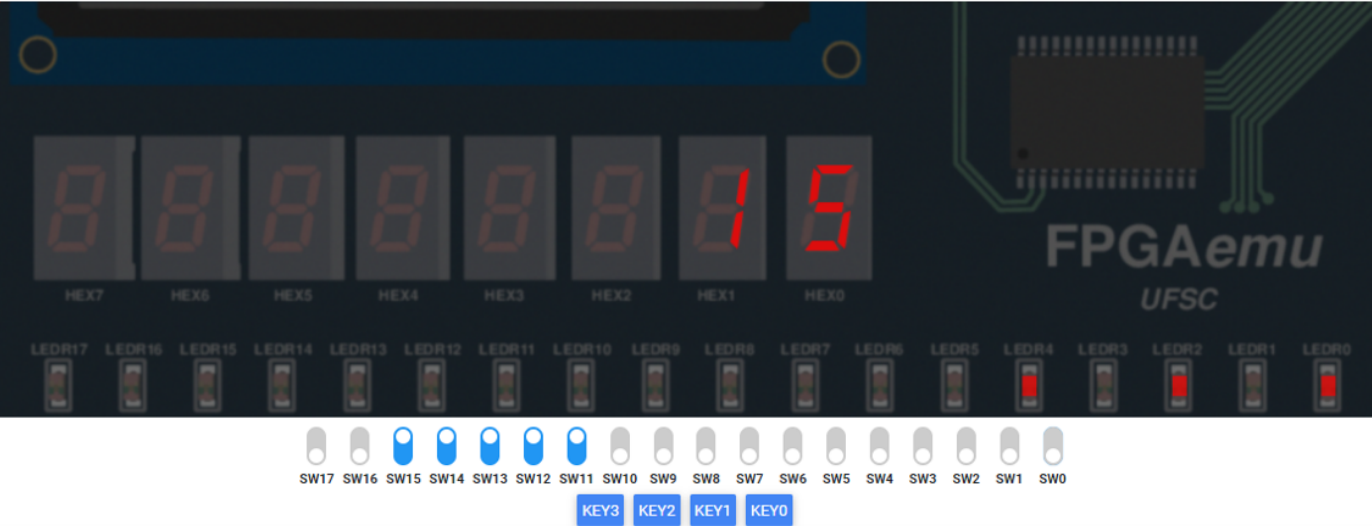 15
FPGAemu
UFSC
HEX7 HEX6 HEX5 HEX4 HEX3 HEX2 HEX1 HEX0
LEDR17 LEDR16 LEDR15 LEDR14 LEDR13 LEDR12 LEDR11 LEDR10 LEDR9 LEDR8 LEDR7 LEDR6 LEDR5 LEDR4 LEDR3 LEDR2 LEDR1 LEDR0
SW17 SW16 SW15 SW14 SW13 SW12 SW11 SW10 SW9 SW8 SW7 SW6 SW5 SW4 SW3 SW2 SW1 SW0
KEY3 KEY2 KEY1 KEY0